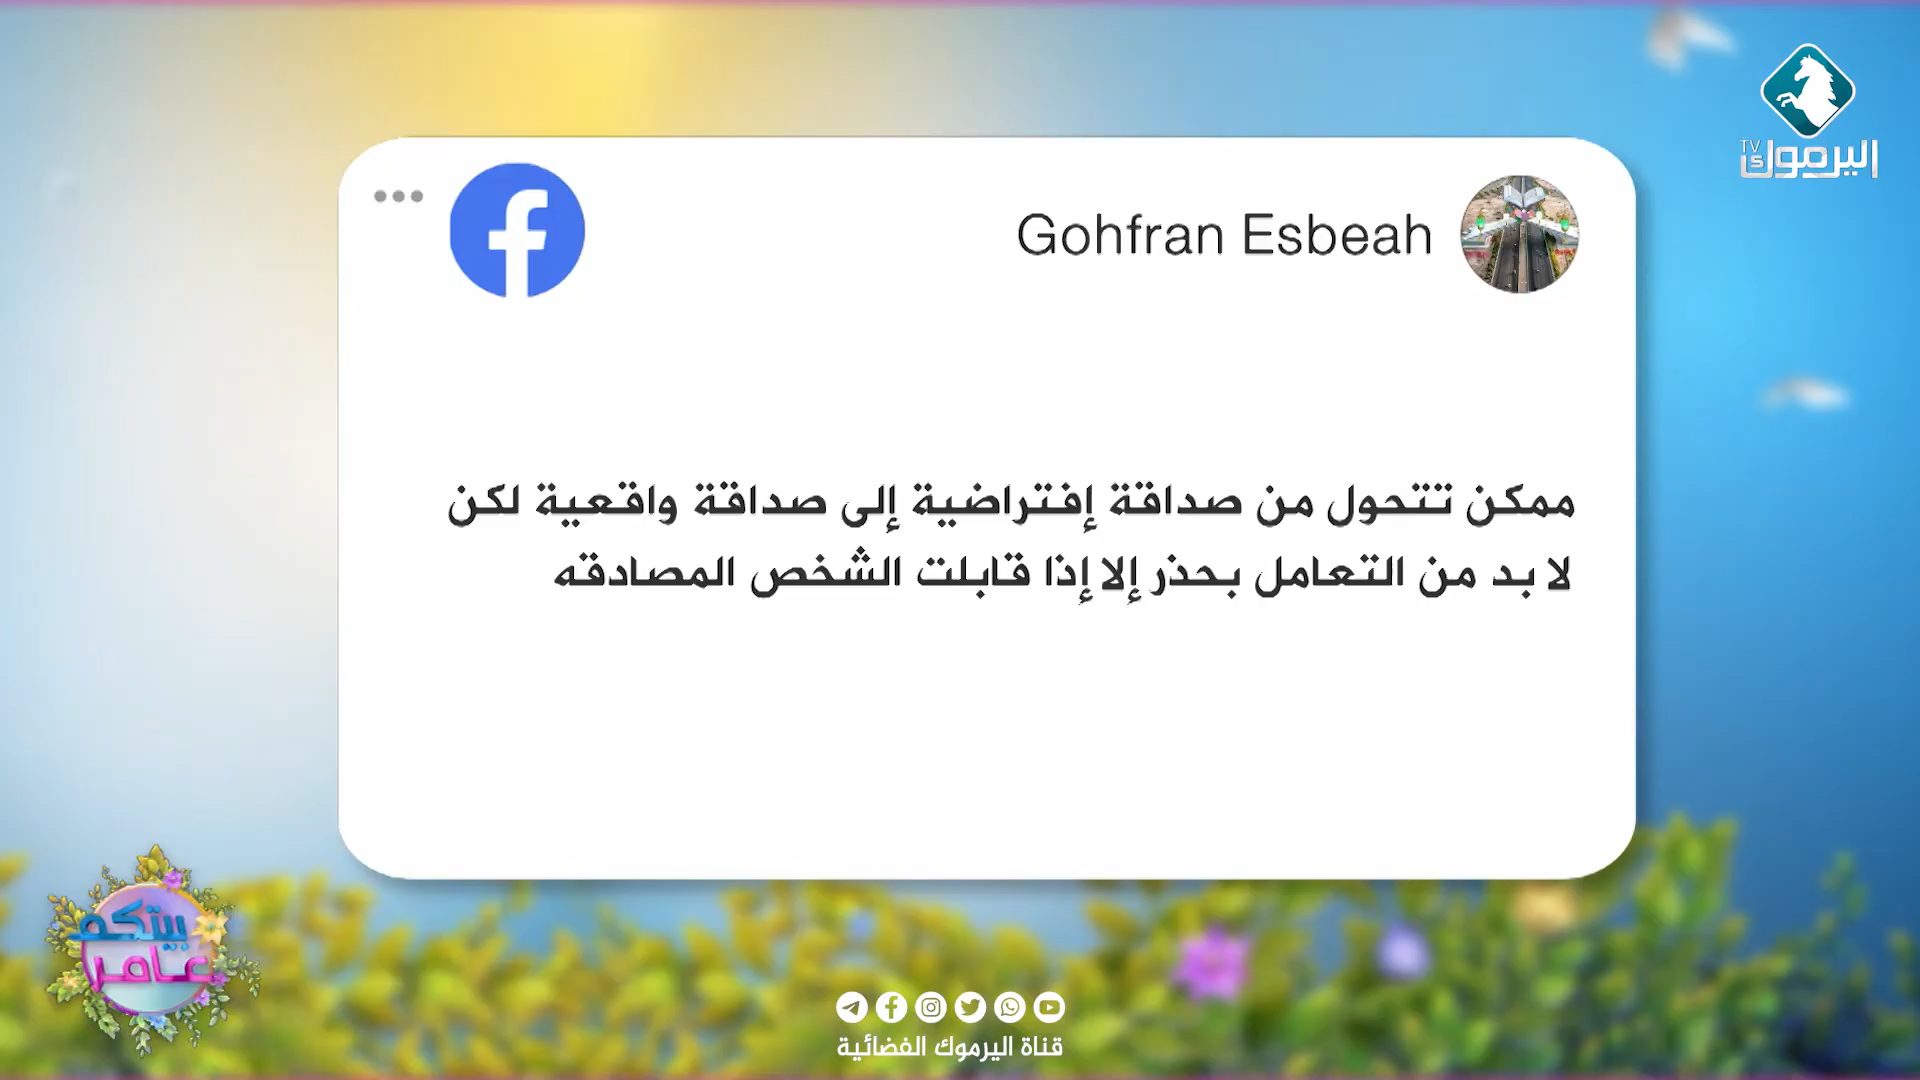 اليرموك
TV
Gohfran Esbeah
ممكن تتحول من صداقة إفتراضية إلى صداقة واقعية لكن
لا بد من التعامل بحذر إلا إذا قابلت الشخص المصادقه
بيتكم
عامر
قناة اليرموك الفضائية